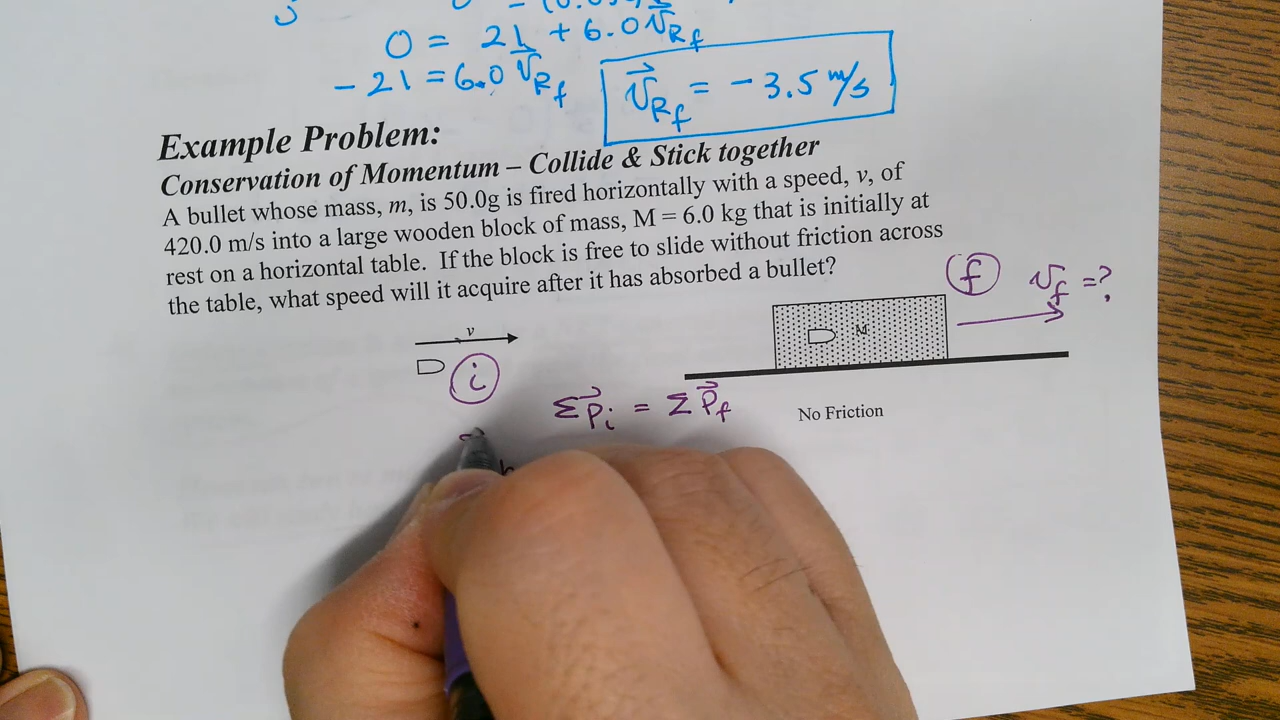 0 = 21 + 6.0 v⃗Rf
-21 = 6.0 v⃗Rf
v⃗Rf = -3.5 m/s
Example Problem:
Conservation of Momentum – Collide & Stick together
A bullet whose mass, m, is 50.0g is fired horizontally with a speed, v, of
420.0 m/s into a large wooden block of mass, M = 6.0 kg that is initially at
rest on a horizontal table. If the block is free to slide without friction across
the table, what speed will it acquire after it has absorbed a bullet?
f vf = ?
v
M
i
Σp⃗i = Σp⃗f
No Friction